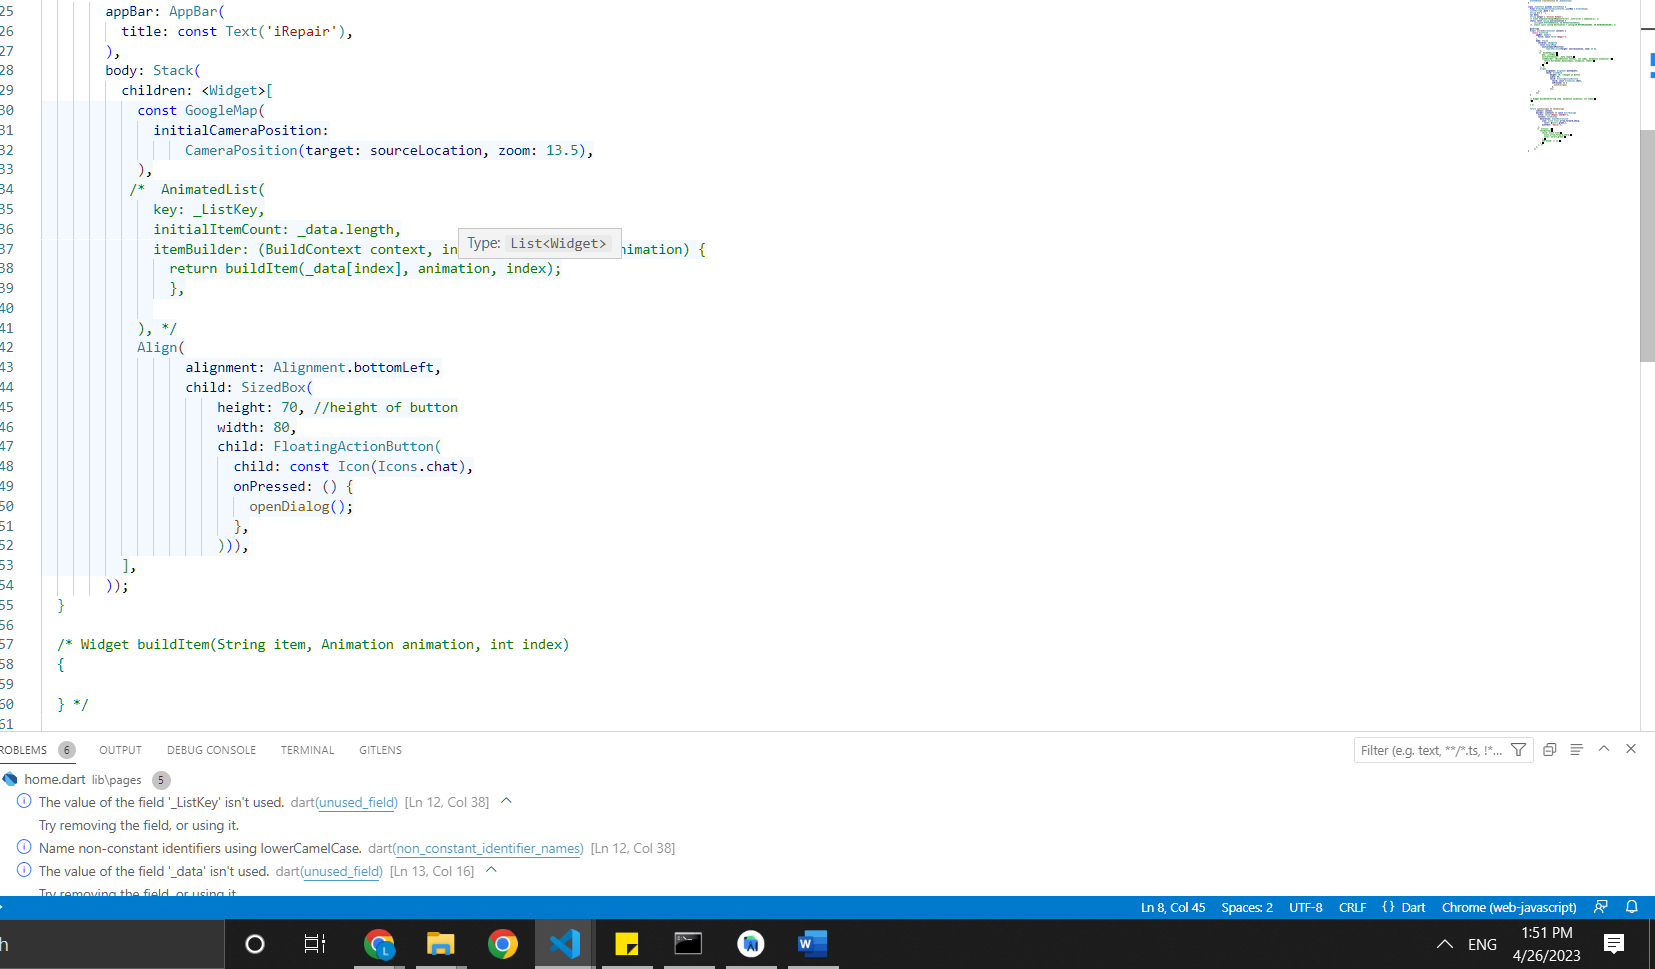 25 appBar: AppBar(
26 title: const Text('iRepair'),
27 ),
28 body: Stack(
29 children: <Widget>[
30 const GoogleMap(
31 initialCameraPosition:
32 CameraPosition(target: sourceLocation, zoom: 13.5),
33 ),
34 /* AnimatedList(
35 key: _ListKey,
36 initialItemCount: _data.length,
37 itemBuilder: (BuildContext context, in Type: List<Widget> nimation) {
38 return buildItem(_data[index], animation, index);
39 },
40
41 ), */
42 Align(
43 alignment: Alignment.bottomLeft,
44 child: SizedBox(
45 height: 70, //height of button
46 width: 80,
47 child: FloatingActionButton(
48 child: const Icon(Icons.chat),
49 onPressed: () {
50 openDialog();
51 },
52 ))),
53 ],
54 ));
55 }
56
57 /* Widget buildItem(String item, Animation animation, int index)
58 {
59
60 } */
61
ROBLEMS 6 OUTPUT DEBUG CONSOLE TERMINAL GITLENS Filter (e.g. text, **/*.ts, !*...
home.dart lib\pages 5
The value of the field '_ListKey' isn't used. dart(unused_field) [Ln 12, Col 38]
Try removing the field, or using it.
Name non-constant identifiers using lowerCamelCase. dart(non_constant_identifier_names) [Ln 12, Col 38]
The value of the field '_data' isn't used. dart(unused_field) [Ln 13, Col 16]
Try removing the field, or using it.
Ln 8, Col 45 Spaces: 2 UTF-8 CRLF {} Dart Chrome (web-javascript)
h L W ENG 1:51 PM
4/26/2023